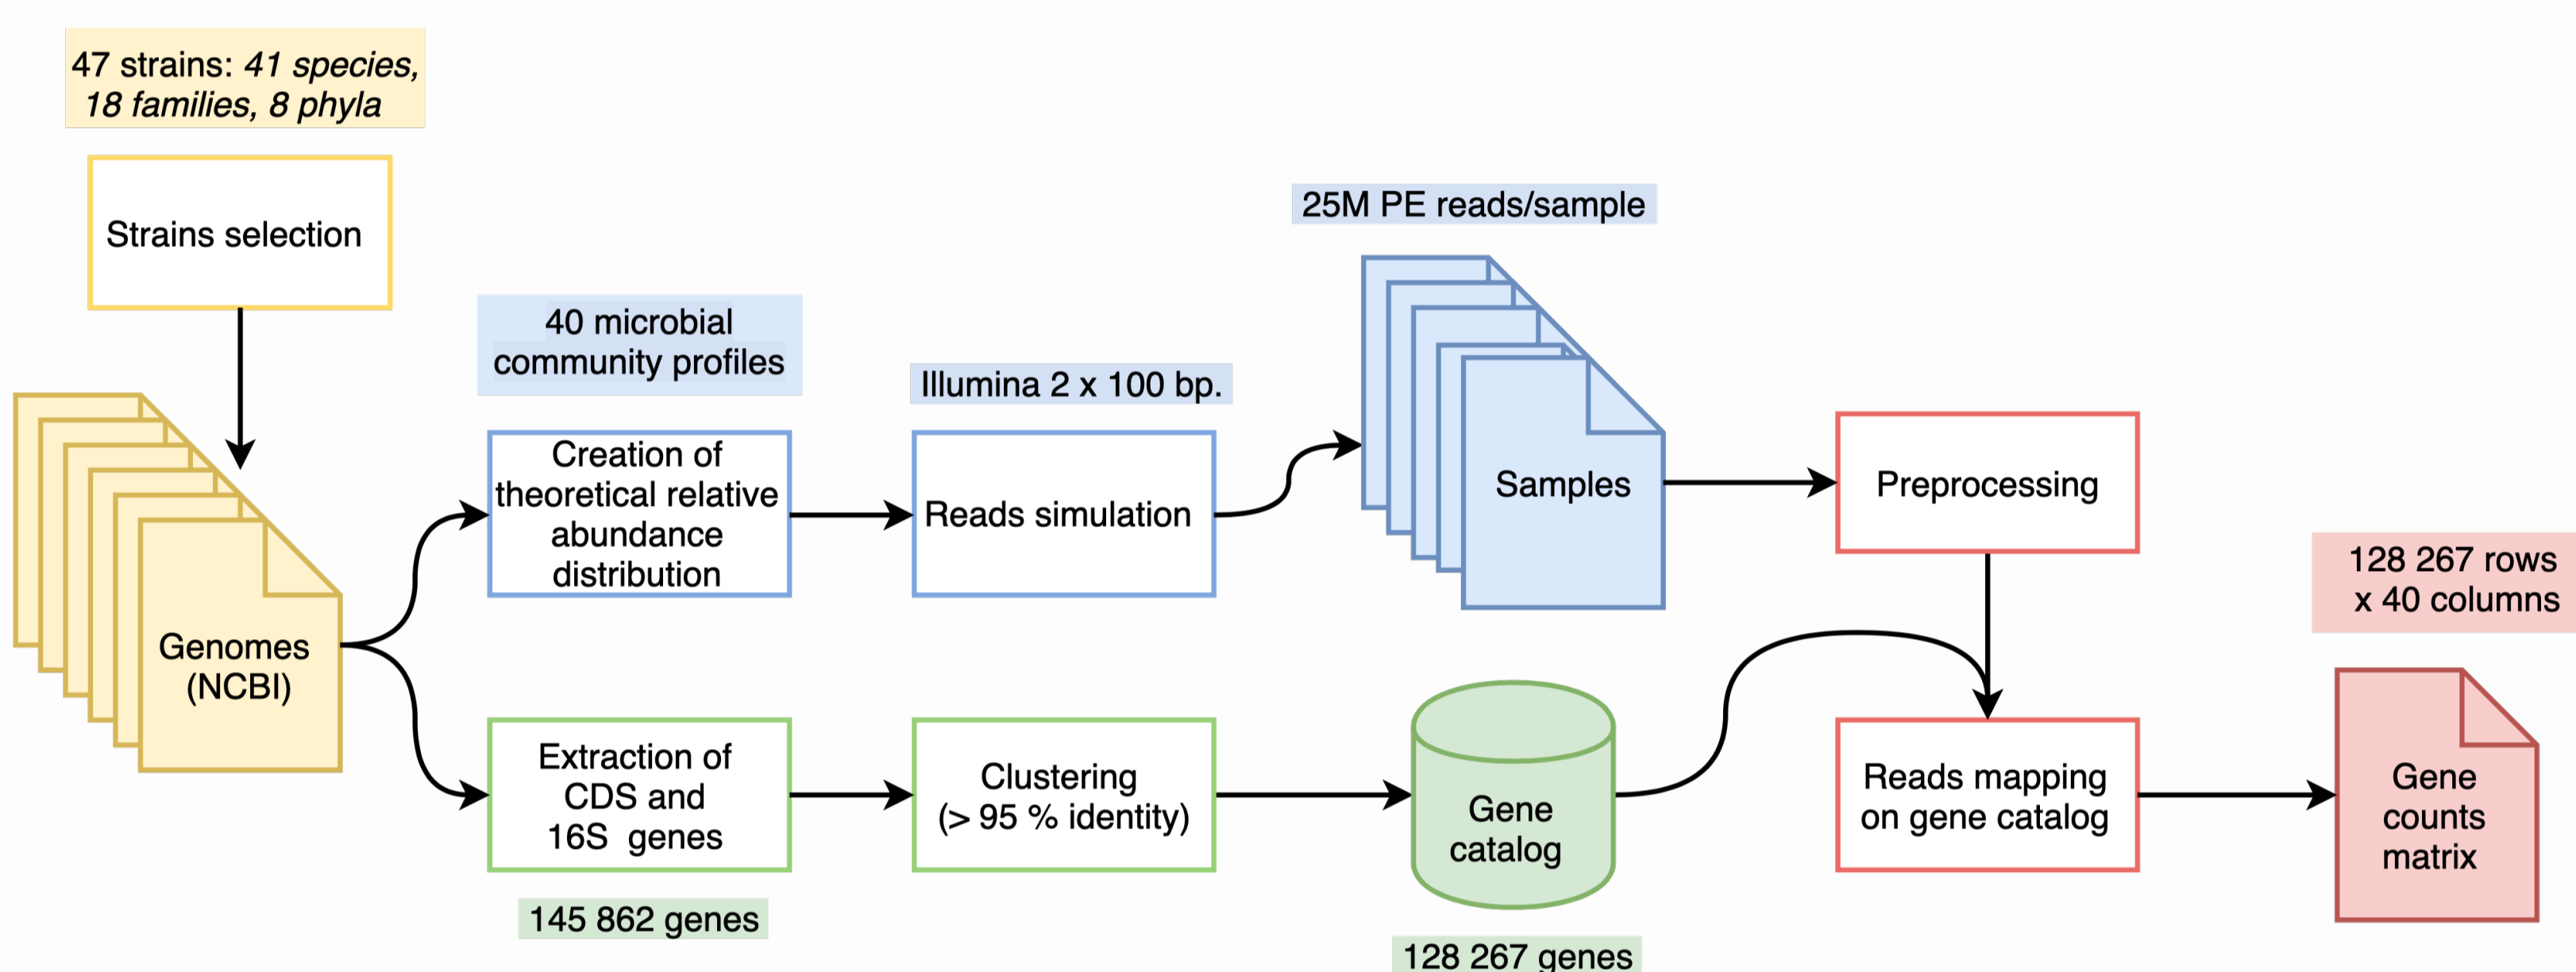 47 strains: 41 species,
18 families, 8 phyla
Strains selection
Genomes
(NCBI)
40 microbial
community profiles
Creation of
theoretical relative
abundance
distribution
Illumina 2 x 100 bp.
Reads simulation
25M PE reads/sample
Samples
Preprocessing
Extraction of
CDS and
16S genes
145 862 genes
Clustering
(> 95 % identity)
Gene
catalog
128 267 genes
Reads mapping
on gene catalog
128 267 rows
x 40 columns
Gene
counts
matrix